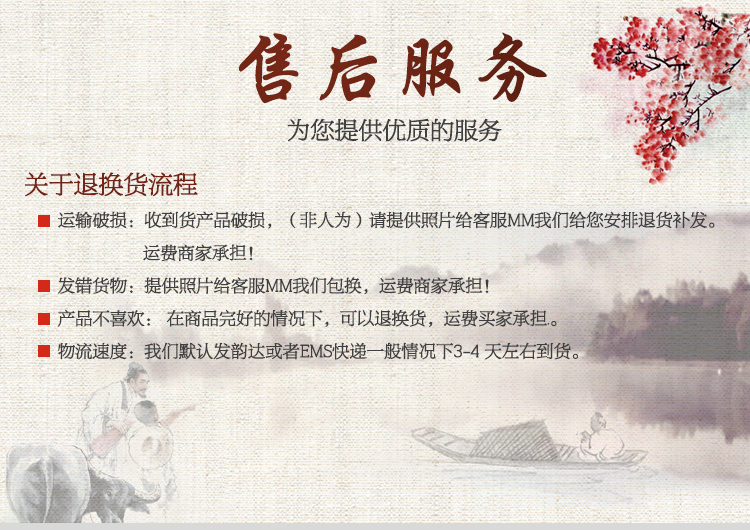 售后服务
为您提供优质的服务
关于退换货流程
运输破损：收到货产品破损，（非人为）请提供照片给客服MM我们给您安排退货补发。
运费商家承担！
发错货物：提供照片给客服MM我们包换，运费商家承担！
产品不喜欢： 在商品完好的情况下，可以退换货，运费买家承担.。
物流速度：我们默认发韵达或者EMS快递一般情况下3-4 天左右到货。